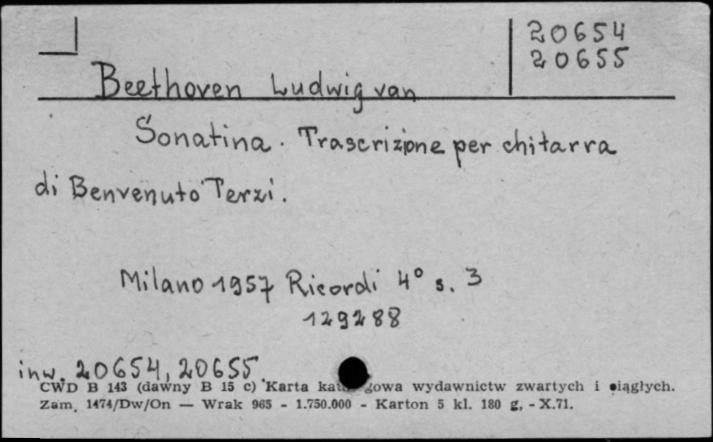 20654
20655
Beethoven Ludwig van
Sonatina. Trascrizione per chitarra
di Benvenuto Terzi.
Milano 1957 Ricordi 4° s. 3
129288
inw. 20654, 20655
CWD B 143 (dawny B 15 c) Karta gowa wydawnictw zwartych i ciągłych.
Zam. 1474/Dw/On — Wrak 965 - 1.750.000 - Karton 5 kl. 180 g. - X.71.